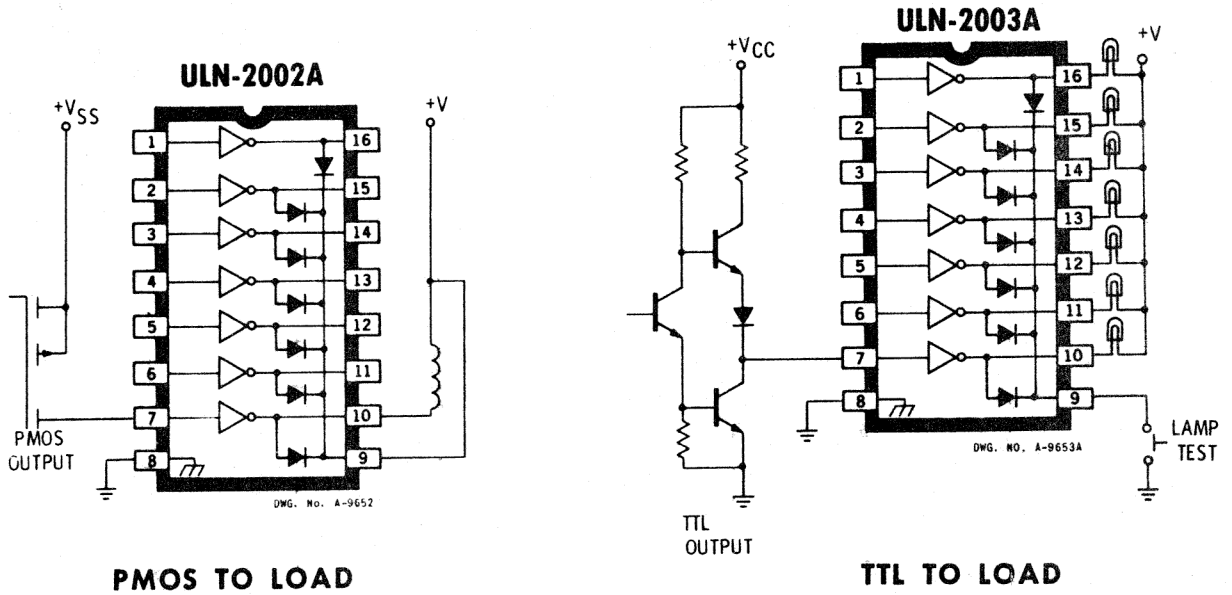 ULN-2002A
+VSS
+V
1
16
2
15
3
14
4
13
5
12
6
11
7
10
8
9
PMOS
OUTPUT
DWG. No. A-9652
PMOS TO LOAD
ULN-2003A
+VCC
+V
1
16
2
15
3
14
4
13
5
12
6
11
7
10
8
9
LAMP
TEST
DWG. NO. A-9653A
TTL
OUTPUT
TTL TO LOAD